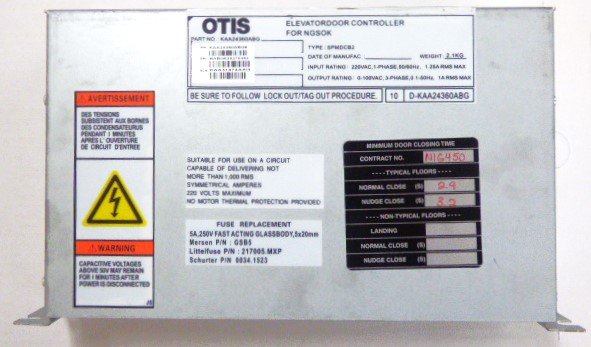 OTIS
ELEVATORDOOR CONTROLLER
FOR NGSOK
PART NO : KAA24360ABG
TYPE : SPMDCB2
DATE OF MANUFAC
WEIGHT : 2.1KG
INPUT RATING : 220VAC,1-PHASE,50/60HZ, 1.25A RMS MAX
OUTPUT RATING : 0-100VAC, 3-PHASE,0.1-50Hz, 1A RMS MAX
BE SURE TO FOLLOW LOCK OUT/TAG OUT PROCEDURE.
10
D-KAA24360ABG
AVERTISSEMENT
DES TENSIONS
SUBSISTENT AUX BORNES
DES CONDENSATEURUS
PENDANT 1 MINUTES
APRÈS L' OUVERTURE
DE CIRCUIT D'ENTREE
WARNING
CAPACITIVE VOLTAGES
ABOVE 50V MAY REMAIN
FOR 1 MINUTES AFTER
POWER IS DISCONNECTED
SUITABLE FOR USE ON A CIRCUIT
CAPABLE OF DELIVERING NOT
MORE THAN 1,000 RMS
SYMMETRICAL AMPERES
220 VOLTS MAXIMUM
NO MOTOR THERMAL PROTECTION PROVIDED
FUSE REPLACEMENT
5A,250V FAST ACTING GLASSBODY,5x20mm
Mersen P/N : GSB5
Littelfuse P/N : 217005.MXP
Schurter P/N 0034.1523
MINIMUM DOOR CLOSING TIME
CONTRACT NO. N1G450
----TYPICAL FLOORS----
NORMAL CLOSE (S) 2.9
NUDGE CLOSE (S) 3.2
----NON-TYPICAL FLOORS----
LANDING
NORMAL CLOSE (S)
NUDGE CLOSE (S)